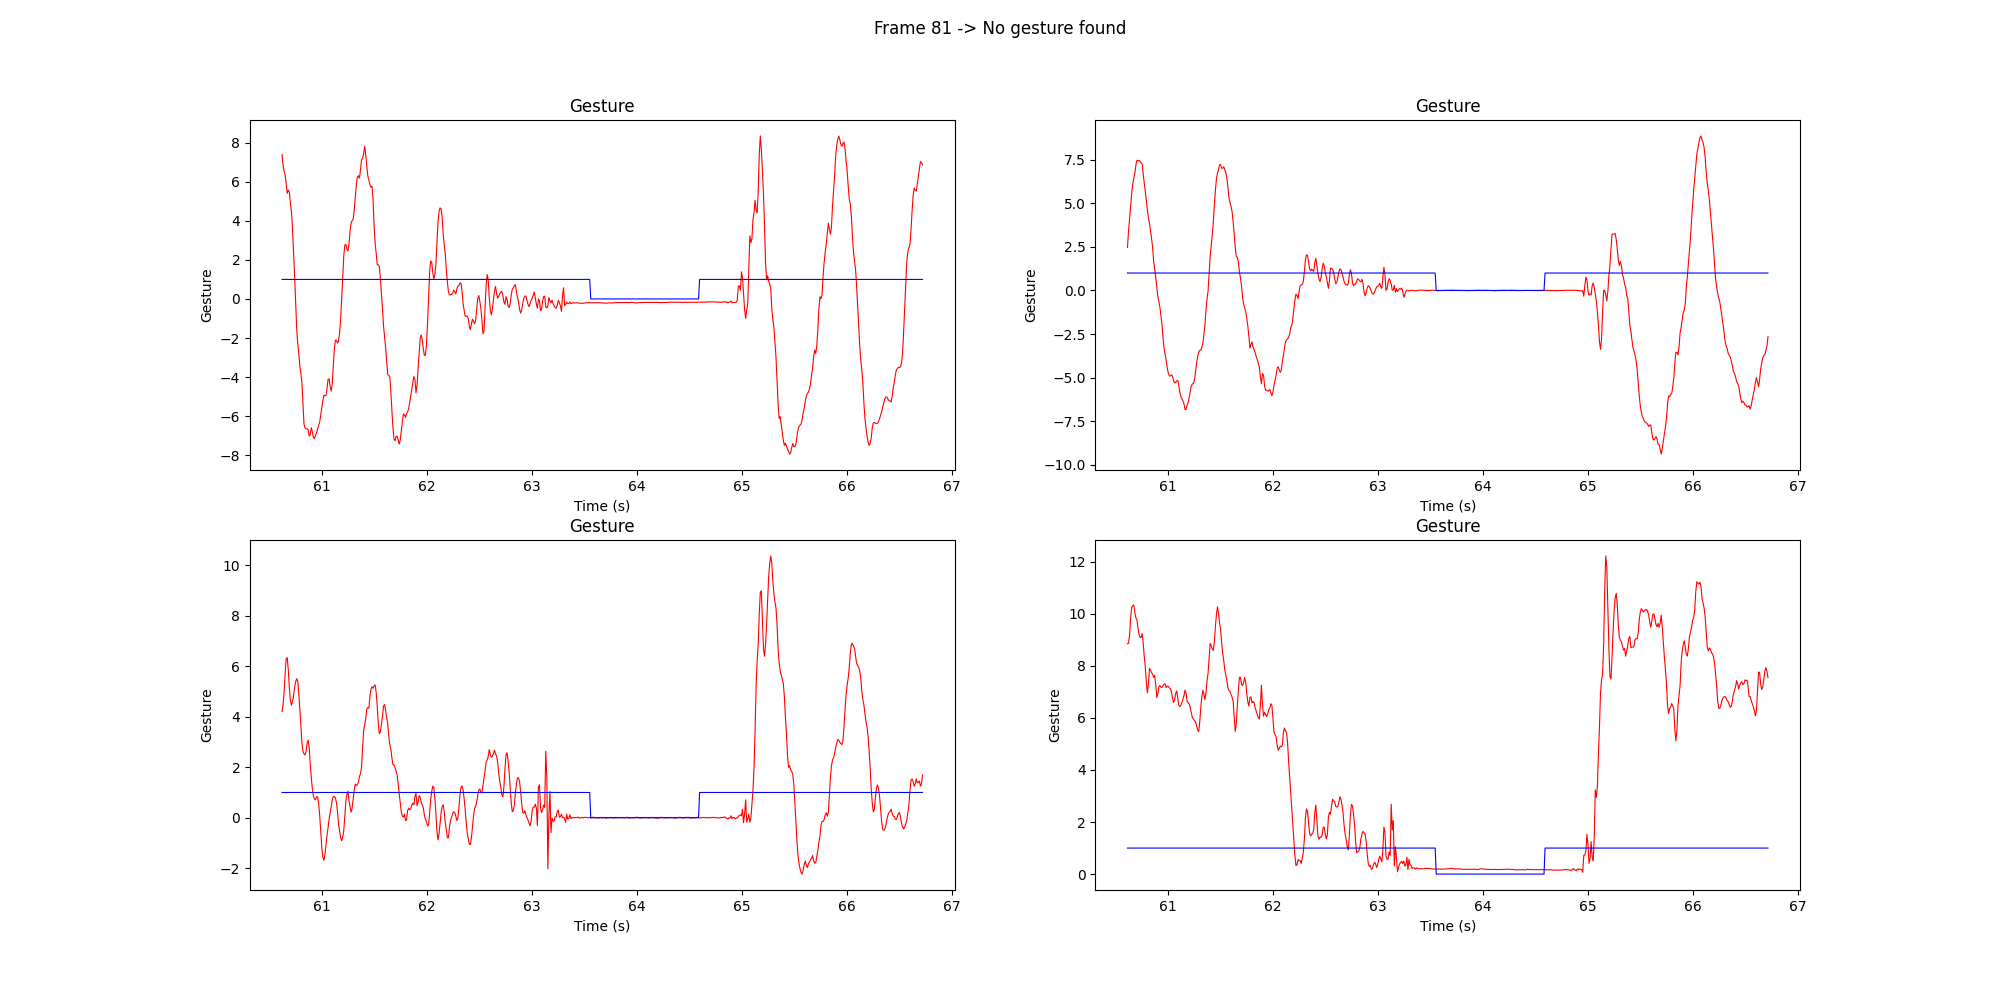 Frame 81 -> No gesture found
Gesture
8
6
4
2
0
−2
−4
−6
−8
Gesture
61 62 63 64 65 66 67
Time (s)
Gesture
7.5
5.0
2.5
0.0
−2.5
−5.0
−7.5
−10.0
Gesture
61 62 63 64 65 66 67
Time (s)
Gesture
10
8
6
4
2
0
−2
Gesture
61 62 63 64 65 66 67
Time (s)
Gesture
12
10
8
6
4
2
0
Gesture
61 62 63 64 65 66 67
Time (s)